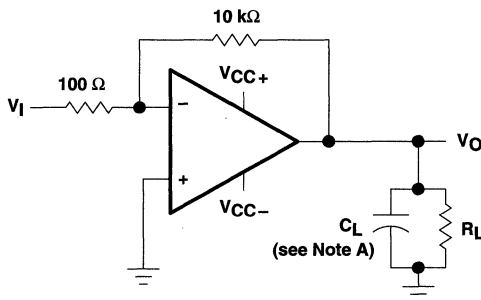 10 kΩ
100 Ω
VCC+
VI
−
VO
+
VCC−
CL
RL
(see Note A)